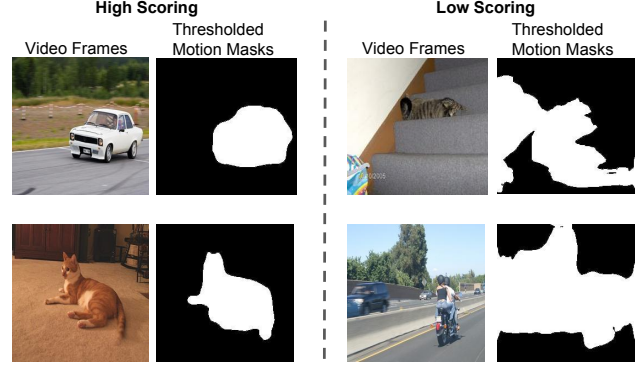 High Scoring
Low Scoring
Video Frames
Thresholded
Motion Masks
Video Frames
Thresholded
Motion Masks